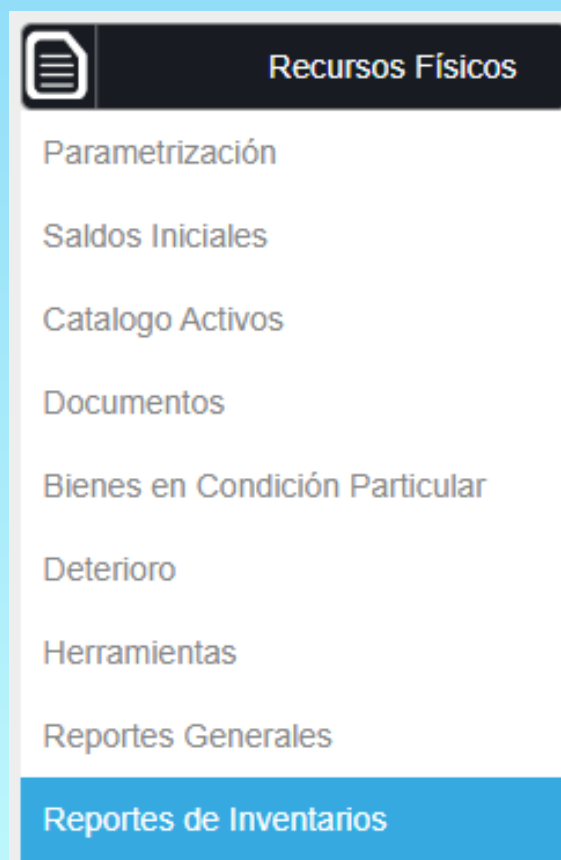 Recursos Físicos
Parametrización
Saldos Iniciales
Catalogo Activos
Documentos
Bienes en Condición Particular
Deterioro
Herramientas
Reportes Generales
Reportes de Inventarios